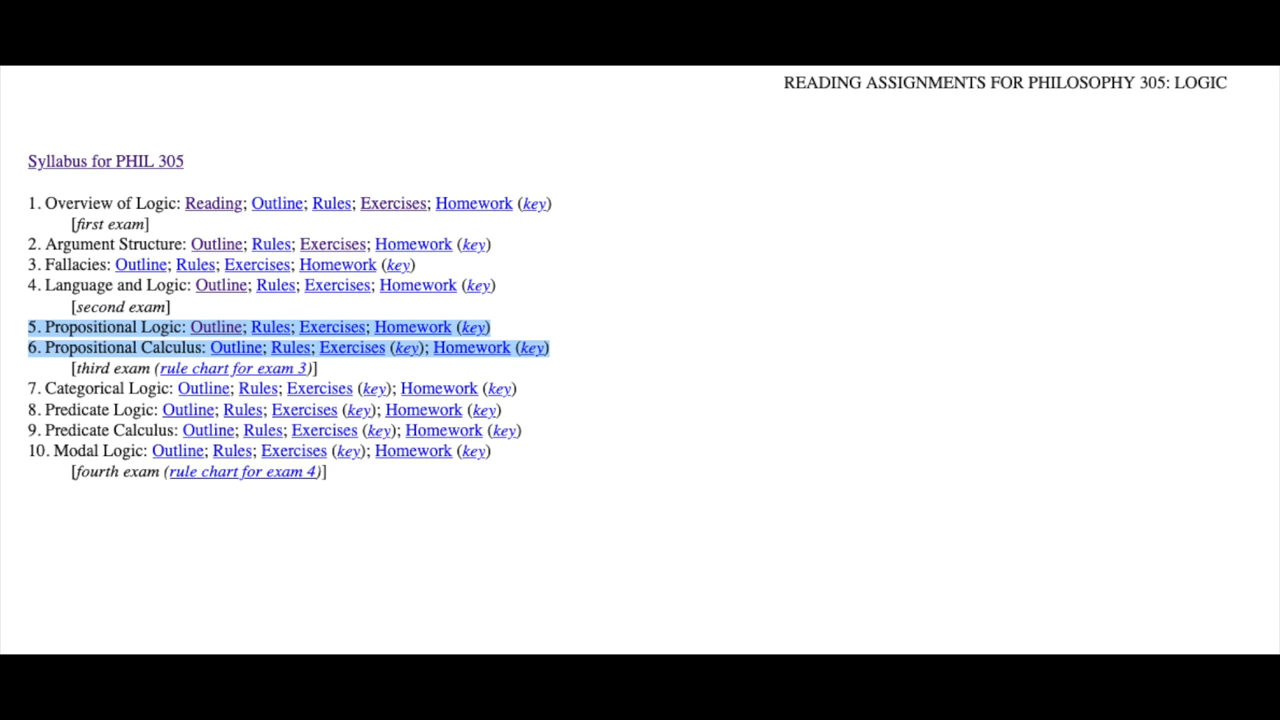 READING ASSIGNMENTS FOR PHILOSOPHY 305: LOGIC
Syllabus for PHIL 305
1. Overview of Logic: Reading; Outline; Rules; Exercises; Homework (key)
[first exam]
2. Argument Structure: Outline; Rules; Exercises; Homework (key)
3. Fallacies: Outline; Rules; Exercises; Homework (key)
4. Language and Logic: Outline; Rules; Exercises; Homework (key)
[second exam]
5. Propositional Logic: Outline; Rules; Exercises; Homework (key)
6. Propositional Calculus: Outline; Rules; Exercises (key); Homework (key)
[third exam (rule chart for exam 3)]
7. Categorical Logic: Outline; Rules; Exercises (key); Homework (key)
8. Predicate Logic: Outline; Rules; Exercises (key); Homework (key)
9. Predicate Calculus: Outline; Rules; Exercises (key); Homework (key)
10. Modal Logic: Outline; Rules; Exercises (key); Homework (key)
[fourth exam (rule chart for exam 4)]